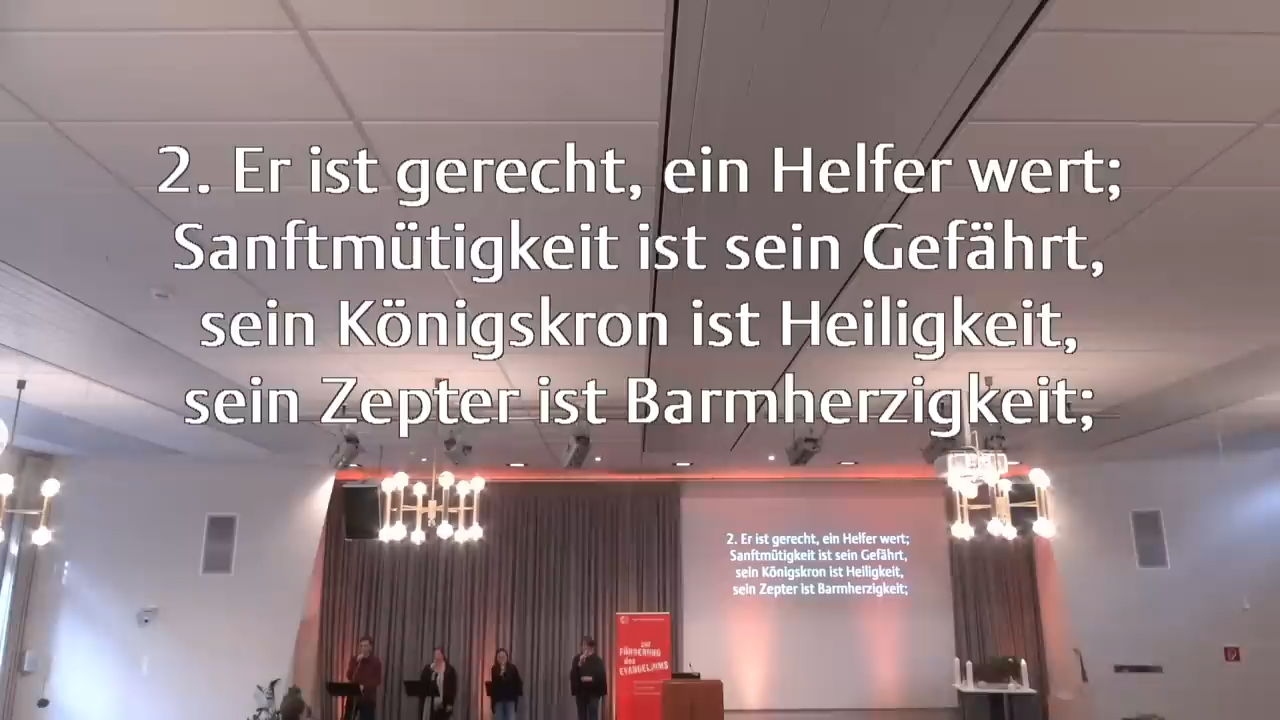 2. Er ist gerecht, ein Helfer wert;
Sanftmütigkeit ist sein Gefährt,
sein Königskron ist Heiligkeit,
sein Zepter ist Barmherzigkeit;
2. Er ist gerecht, ein Helfer wert;
Sanftmütigkeit ist sein Gefährt,
sein Königskron ist Heiligkeit,
sein Zepter ist Barmherzigkeit;
zur
FÖRDERUNG
des
EVANGELIUMS